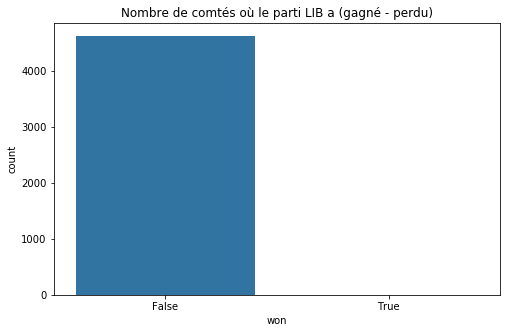 Nombre de comtés où le parti LIB a (gagné - perdu)
4000
3000
2000
1000
0
count
False
True
won